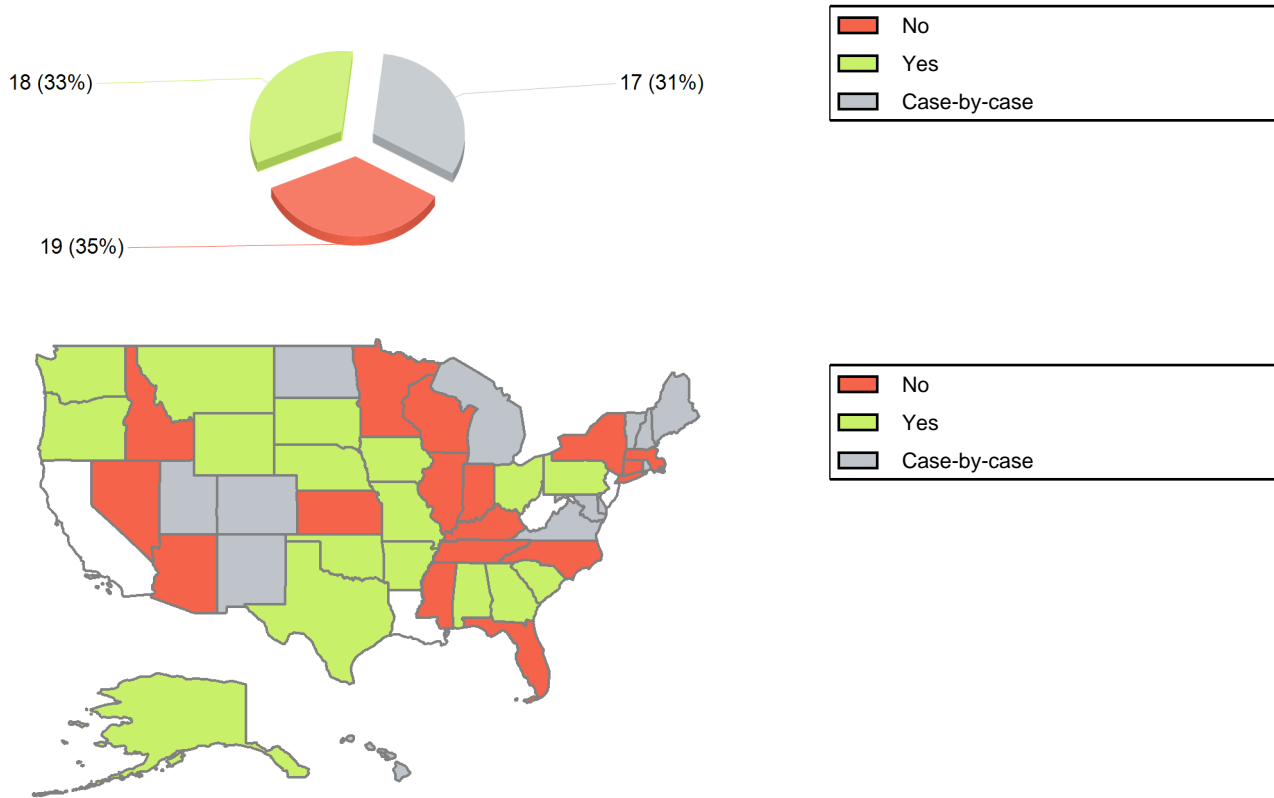 18 (33%)
17 (31%)
19 (35%)
No
Yes
Case-by-case
No
Yes
Case-by-case